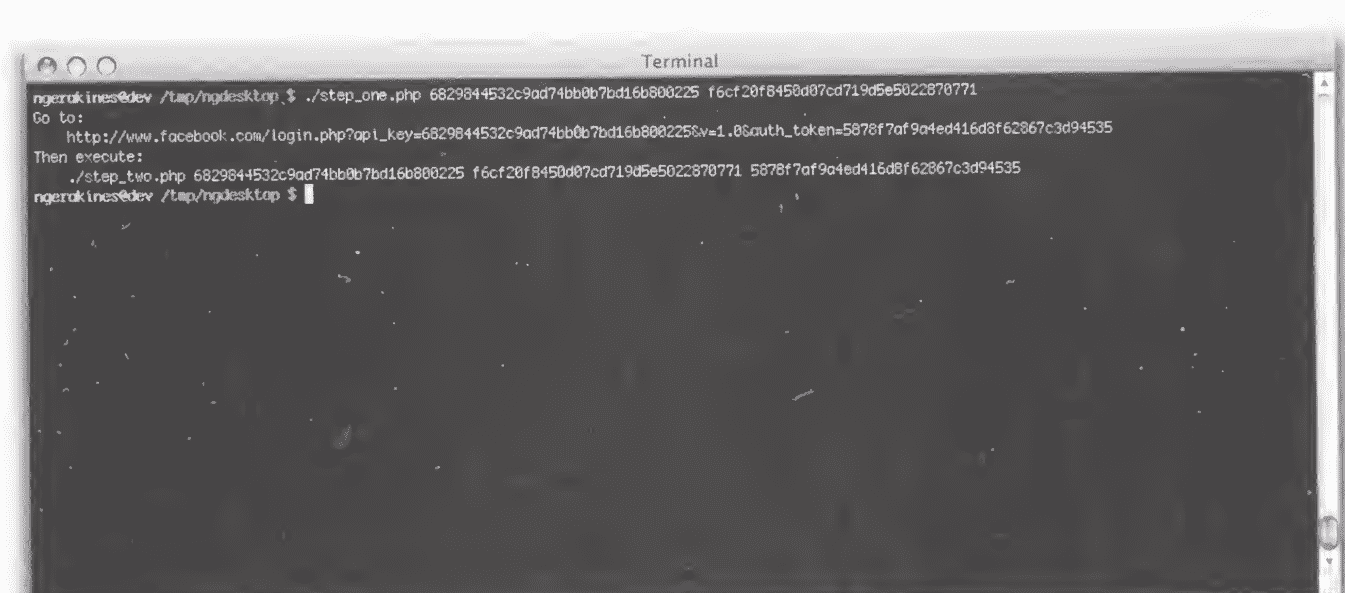 Terminal
ngerakines@dev /tmp/ngdesktop $ ./step_one.php 6829844532c9ad74bb0b7bd16b800225 f6cf20f8450d07cd719d5e5022870771
Go to:
http://www.facebook.com/login.php?api_key=6829844532c9ad74bb0b7bd16b800225&v=1.0&auth_token=5878f7af9a4ed416d8f62867c3d94535
Then execute:
./step_two.php 6829844532c9ad74bb0b7bd16b800225 f6cf20f8450d07cd719d5e5022870771 5878f7af9a4ed416d8f62867c3d94535
ngerakines@dev /tmp/ngdesktop $